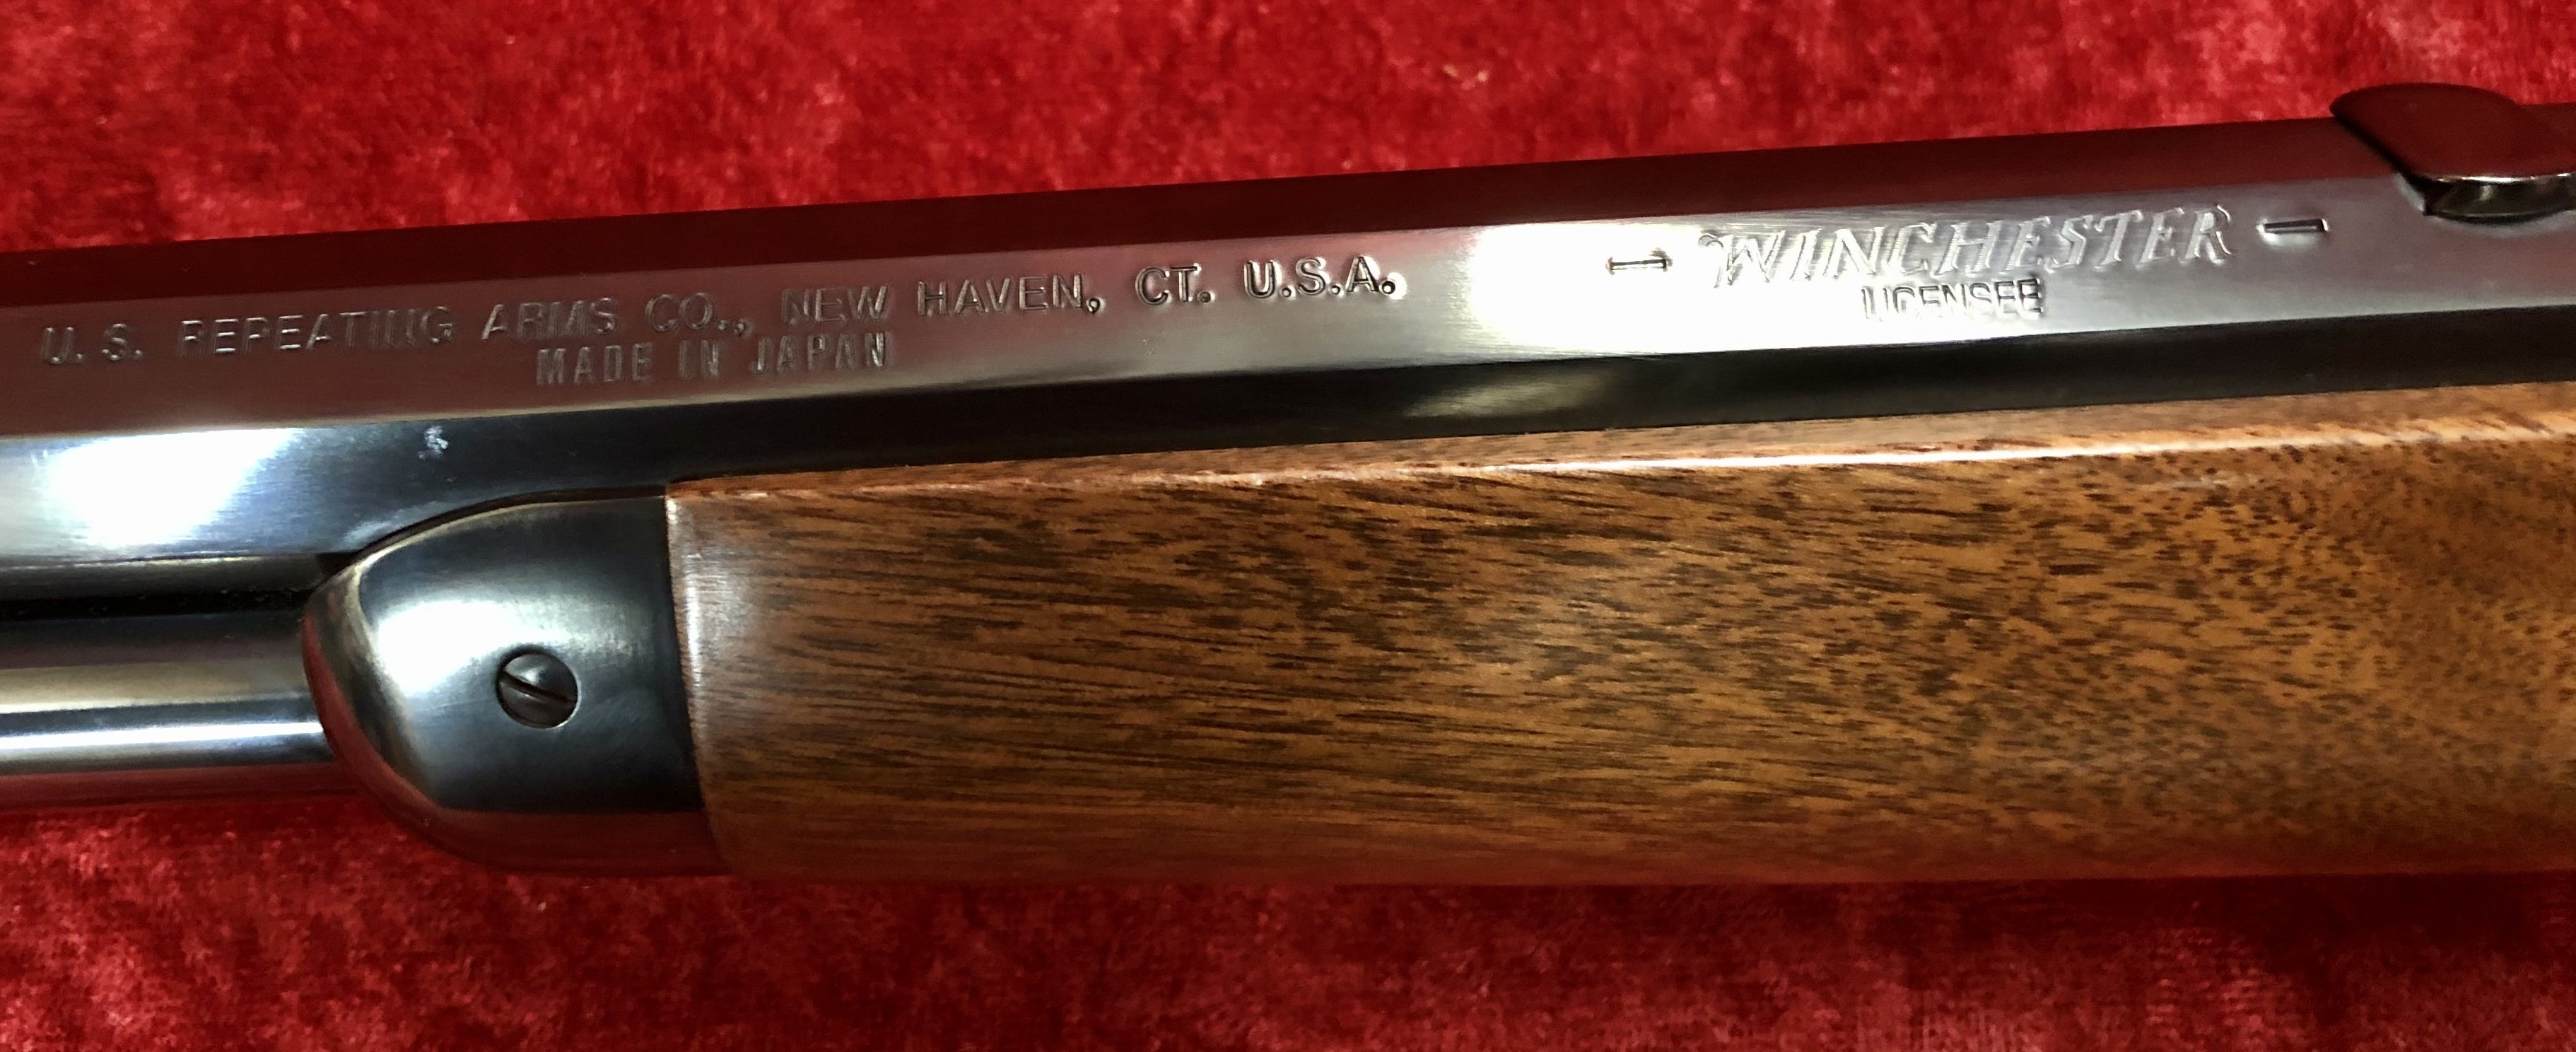 U.S. REPEATING ARMS CO., NEW HAVEN, CT. U.S.A.
MADE IN JAPAN
- WINCHESTER -
LICENSEE